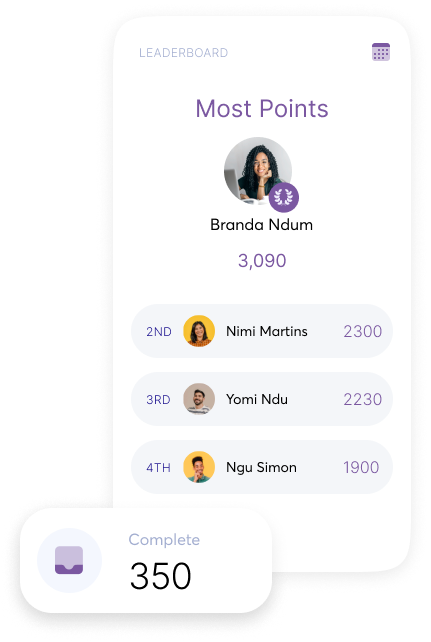 LEADERBOARD
Most Points
Branda Ndum
3,090
2ND Nimi Martins 2300
3RD Yomi Ndu 2230
4TH Ngu Simon 1900
Complete
350